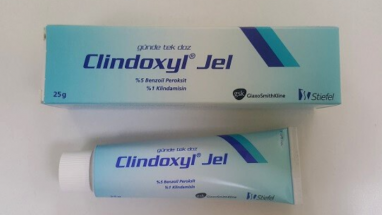 günde tek doz
Clindoxyl® Jel
%5 Benzoil Peroksit
%1 Klindamisin
25g
gsk GlaxoSmithKline
Stiefel
günde tek doz
Clindoxyl® Jel
%5 Benzoil Peroksit
%1 Klindamisin